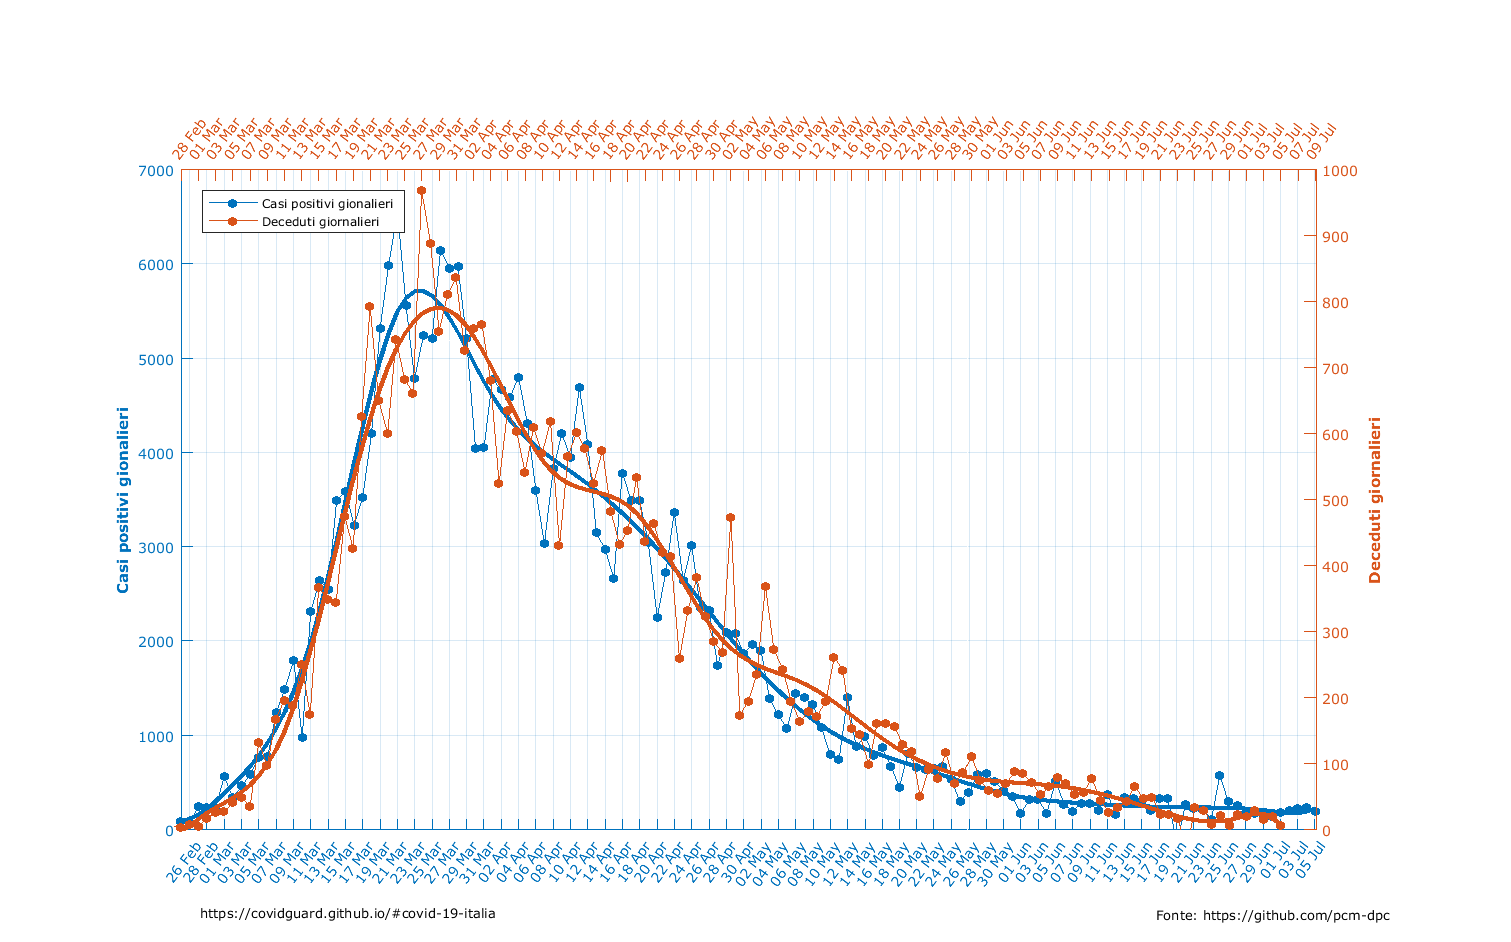 28 Feb
01 Mar
03 Mar
05 Mar
07 Mar
09 Mar
11 Mar
13 Mar
15 Mar
17 Mar
19 Mar
21 Mar
23 Mar
25 Mar
27 Mar
29 Mar
31 Mar
02 Apr
04 Apr
06 Apr
08 Apr
10 Apr
12 Apr
14 Apr
16 Apr
18 Apr
20 Apr
22 Apr
24 Apr
26 Apr
28 Apr
30 Apr
02 May
04 May
06 May
08 May
10 May
12 May
14 May
16 May
18 May
20 May
22 May
24 May
26 May
28 May
30 May
01 Jun
03 Jun
05 Jun
07 Jun
09 Jun
11 Jun
13 Jun
15 Jun
17 Jun
19 Jun
21 Jun
23 Jun
25 Jun
27 Jun
29 Jun
01 Jul
03 Jul
05 Jul
07 Jul
09 Jul
7000
6000
5000
4000
3000
2000
1000
0
Casi positivi gionalieri
Casi positivi gionalieri
Deceduti giornalieri
1000
900
800
700
600
500
400
300
200
100
0
Deceduti giornalieri
26 Feb
28 Feb
01 Mar
03 Mar
05 Mar
07 Mar
09 Mar
11 Mar
13 Mar
15 Mar
17 Mar
19 Mar
21 Mar
23 Mar
25 Mar
27 Mar
29 Mar
31 Mar
02 Apr
04 Apr
06 Apr
08 Apr
10 Apr
12 Apr
14 Apr
16 Apr
18 Apr
20 Apr
22 Apr
24 Apr
26 Apr
28 Apr
30 Apr
02 May
04 May
06 May
08 May
10 May
12 May
14 May
16 May
18 May
20 May
22 May
24 May
26 May
28 May
30 May
01 Jun
03 Jun
05 Jun
07 Jun
09 Jun
11 Jun
13 Jun
15 Jun
17 Jun
19 Jun
21 Jun
23 Jun
25 Jun
27 Jun
29 Jun
01 Jul
03 Jul
05 Jul
https://covidguard.github.io/#covid-19-italia
Fonte: https://github.com/pcm-dpc